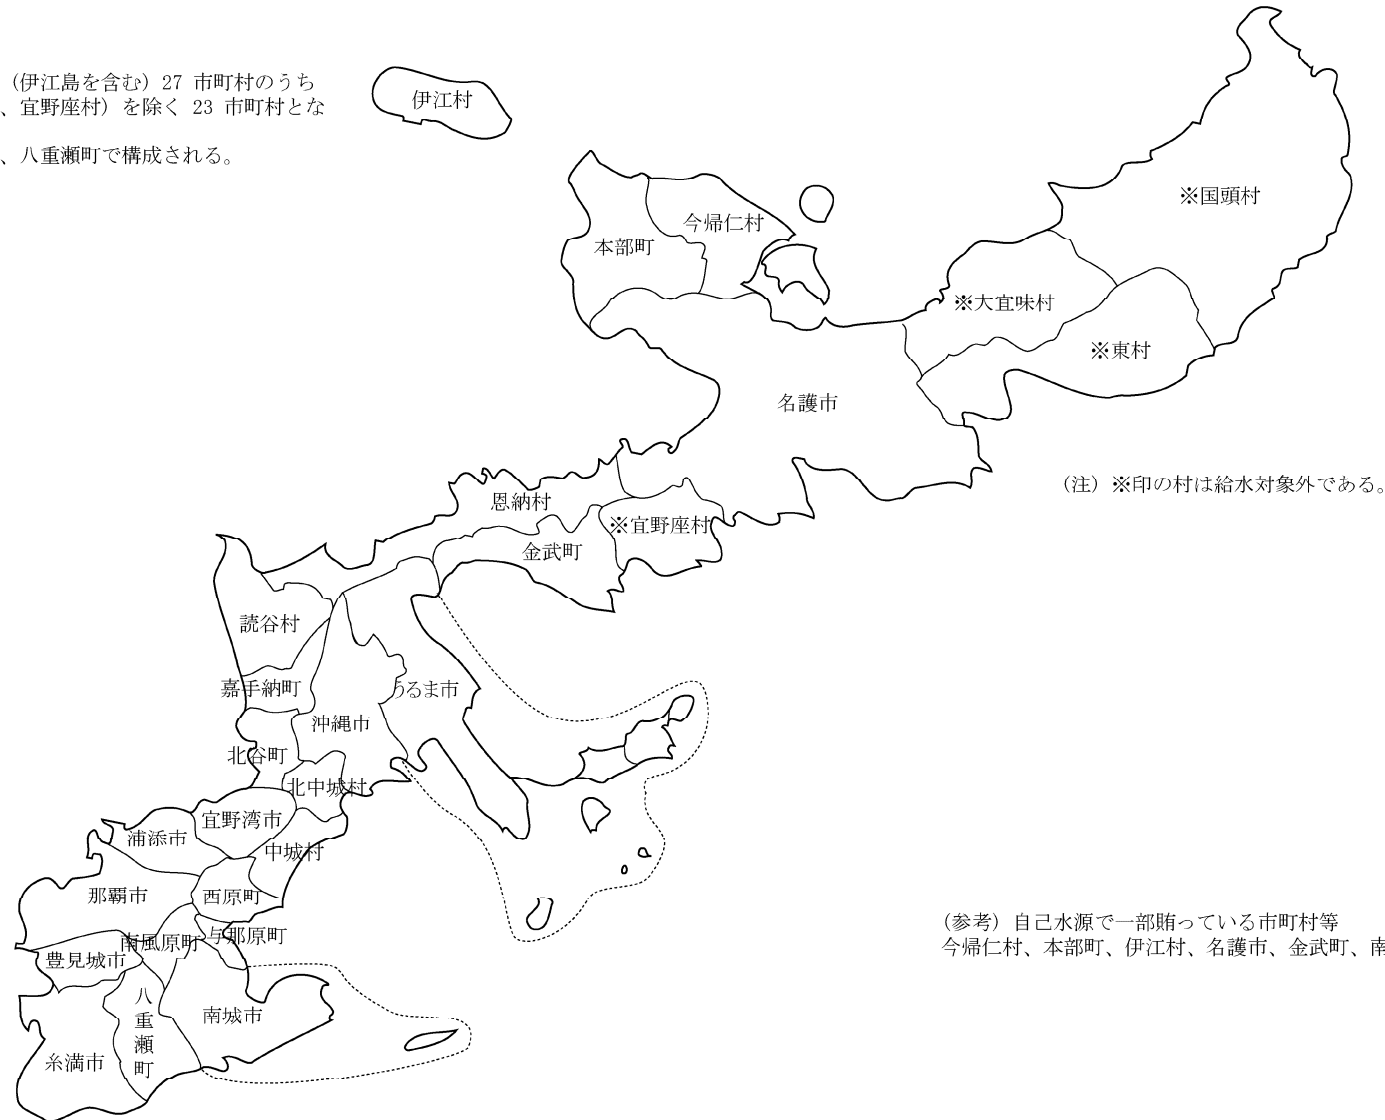 （伊江島を含む）27 市町村のうち
、宜野座村）を除く 23 市町村とな
、八重瀬町で構成される。
伊江村
※国頭村
今帰仁村
本部町
※大宜味村
※東村
名護市
（注）※印の村は給水対象外である。
恩納村
※宜野座村
金武町
読谷村
嘉手納町
うるま市
沖縄市
北谷町
北中城村
宜野湾市
浦添市
中城村
那覇市
西原町
南風原町
与那原町
豊見城市
八重瀬町
南城市
糸満市
（参考）自己水源で一部賄っている市町村等
今帰仁村、本部町、伊江村、名護市、金武町、南